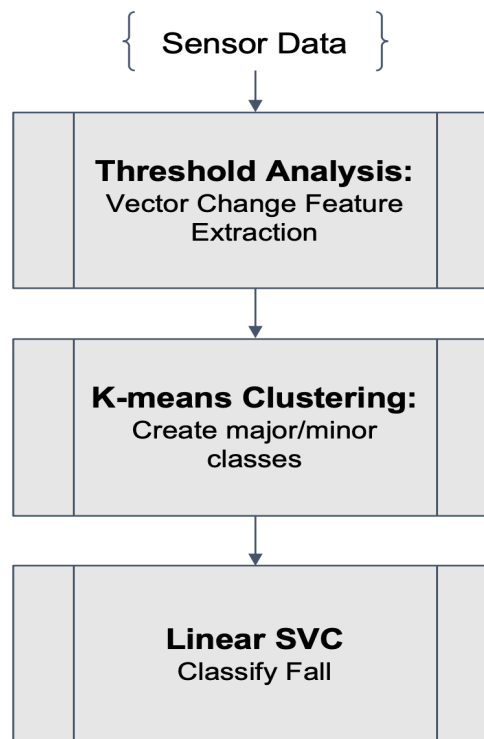 { Sensor Data }
Threshold Analysis:
Vector Change Feature
Extraction
K-means Clustering:
Create major/minor
classes
Linear SVC
Classify Fall